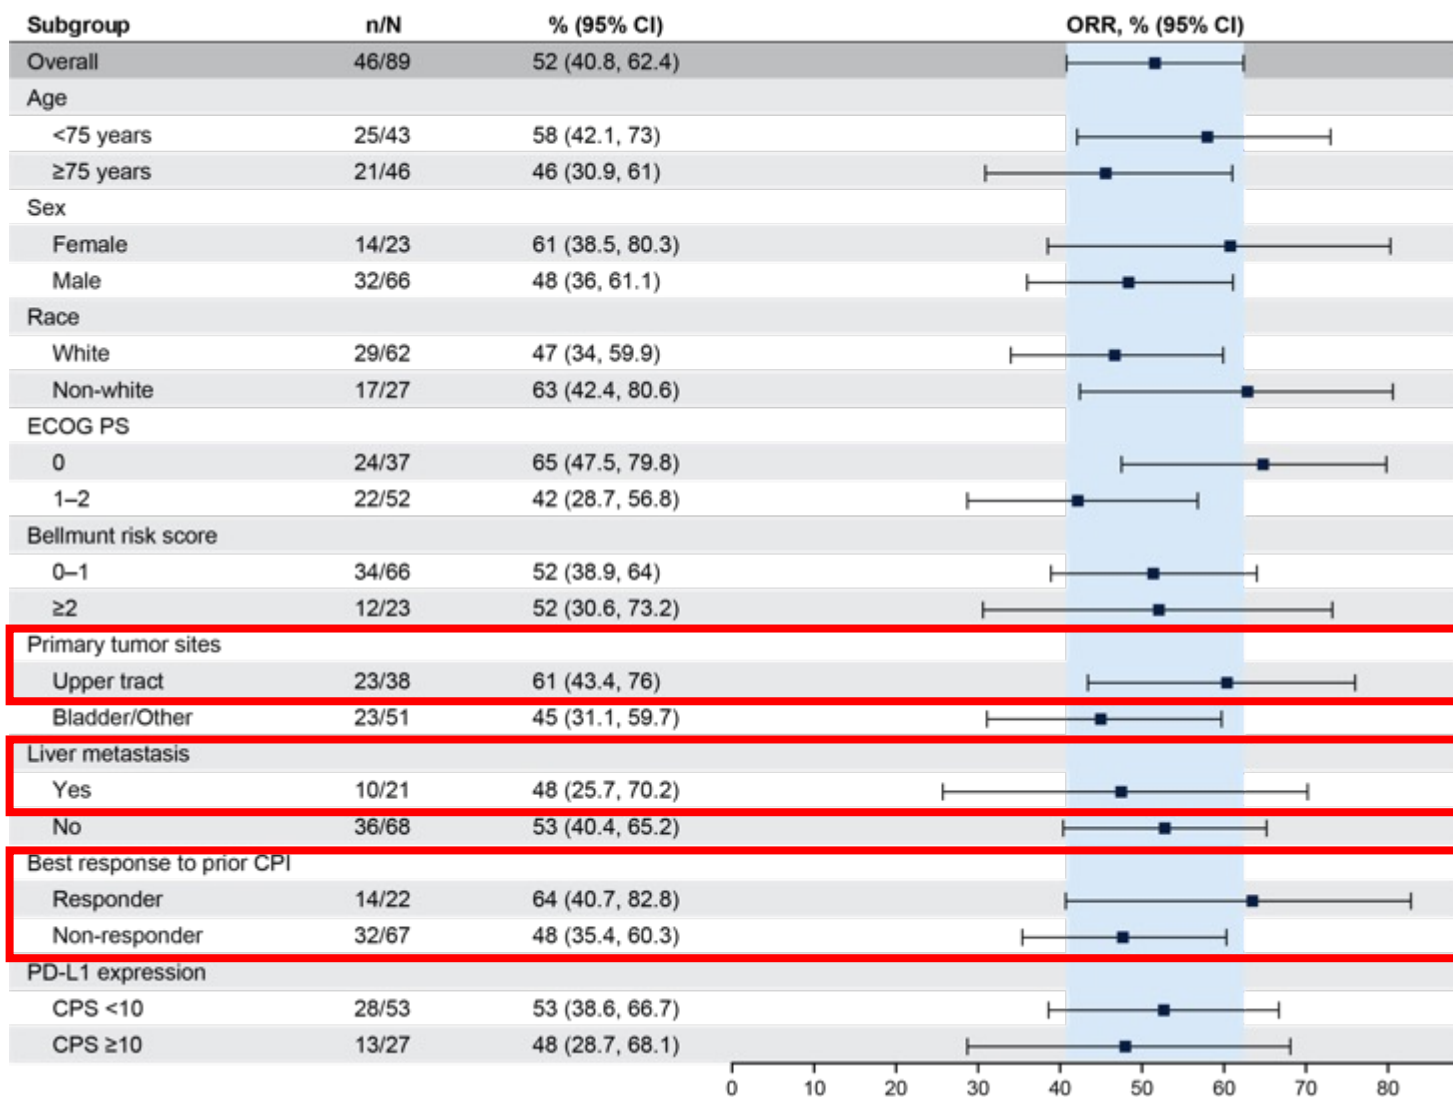 Subgroup n/N % (95% CI) ORR, % (95% CI)
Overall 46/89 52 (40.8, 62.4)
Age
<75 years 25/43 58 (42.1, 73)
≥75 years 21/46 46 (30.9, 61)
Sex
Female 14/23 61 (38.5, 80.3)
Male 32/66 48 (36, 61.1)
Race
White 29/62 47 (34, 59.9)
Non-white 17/27 63 (42.4, 80.6)
ECOG PS
0 24/37 65 (47.5, 79.8)
1–2 22/52 42 (28.7, 56.8)
Bellmunt risk score
0–1 34/66 52 (38.9, 64)
≥2 12/23 52 (30.6, 73.2)
Primary tumor sites
Upper tract 23/38 61 (43.4, 76)
Bladder/Other 23/51 45 (31.1, 59.7)
Liver metastasis
Yes 10/21 48 (25.7, 70.2)
No 36/68 53 (40.4, 65.2)
Best response to prior CPI
Responder 14/22 64 (40.7, 82.8)
Non-responder 32/67 48 (35.4, 60.3)
PD-L1 expression
CPS <10 28/53 53 (38.6, 66.7)
CPS ≥10 13/27 48 (28.7, 68.1)
0 10 20 30 40 50 60 70 80